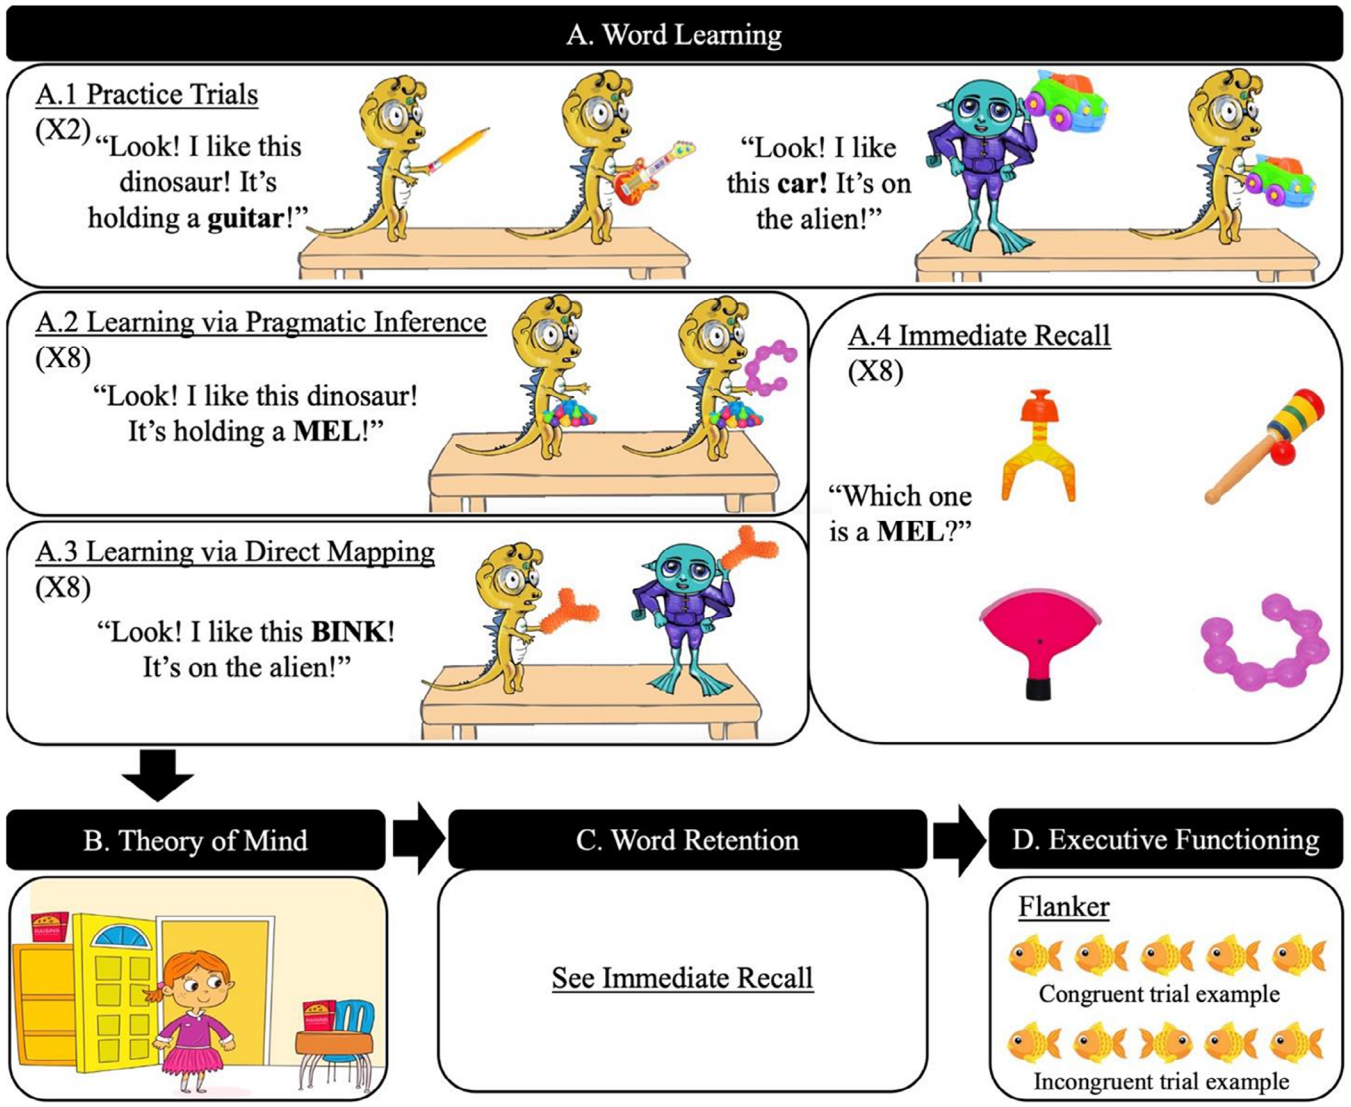 A. Word Learning
A.1 Practice Trials
(X2)
“Look! I like this
dinosaur! It’s
holding a guitar!”
“Look! I like
this car! It’s on
the alien!”
A.2 Learning via Pragmatic Inference
(X8)
“Look! I like this dinosaur!
It’s holding a MEL!”
A.3 Learning via Direct Mapping
(X8)
“Look! I like this BINK!
It’s on the alien!”
A.4 Immediate Recall
(X8)
“Which one
is a MEL?”
B. Theory of Mind
RAISINS
RAISINS
C. Word Retention
See Immediate Recall
D. Executive Functioning
Flanker
Congruent trial example
Incongruent trial example